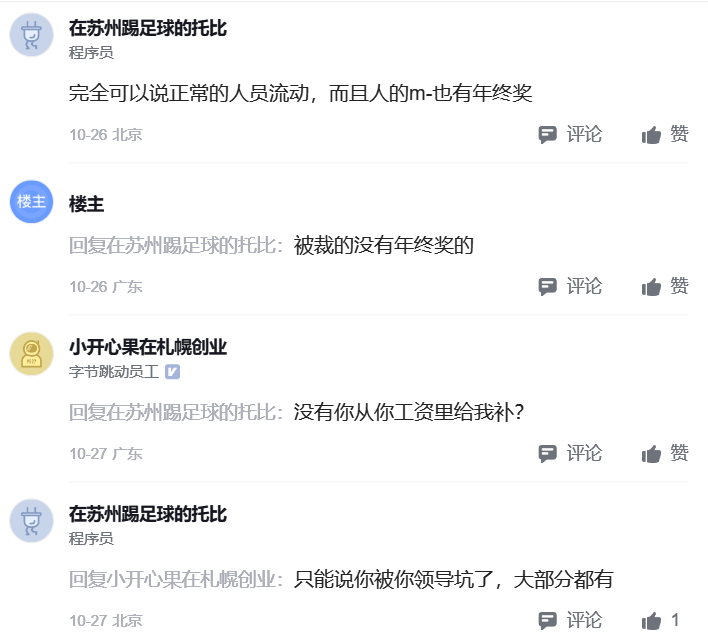 在苏州踢足球的托比
程序员
完全可以说正常的人员流动，而且人的m-也有年终奖
10-26 北京
评论
赞
楼主
楼主
回复在苏州踢足球的托比：被裁的没有年终奖的
10-26 广东
评论
赞
小开心果在札幌创业
字节跳动员工
回复在苏州踢足球的托比：没有你从你工资里给我补？
10-27 广东
评论
赞
在苏州踢足球的托比
程序员
回复小开心果在札幌创业：只能说你被你领导坑了，大部分都有
10-27 北京
评论
1